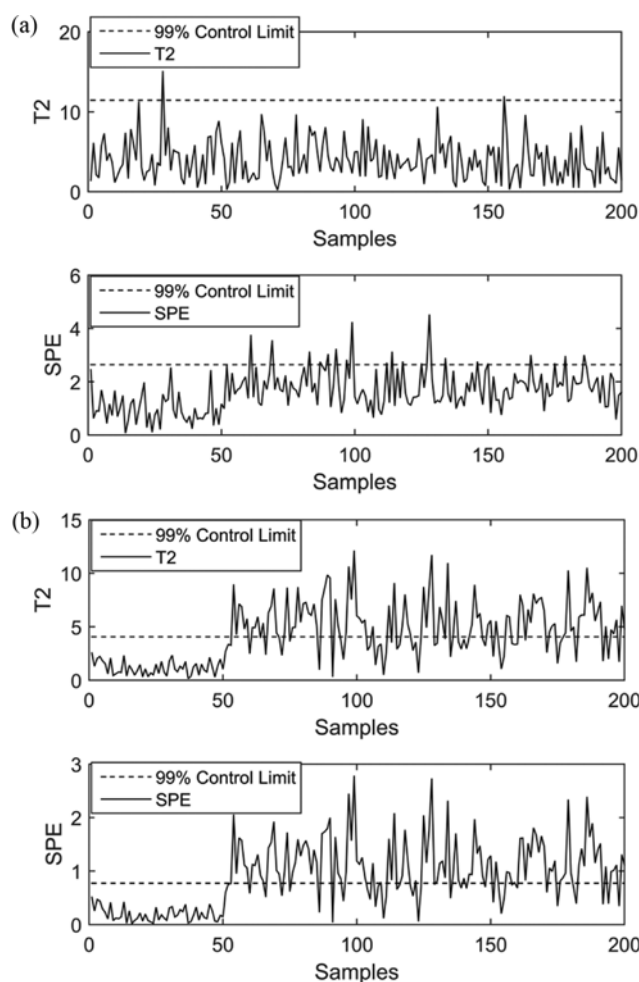 (a)
20
10
0
T2
99% Control Limit
T2
0 50 100 150 200
Samples
6
4
2
0
SPE
99% Control Limit
SPE
0 50 100 150 200
Samples
(b)
15
10
5
0
T2
99% Control Limit
T2
0 50 100 150 200
Samples
3
2
1
0
SPE
99% Control Limit
SPE
0 50 100 150 200
Samples